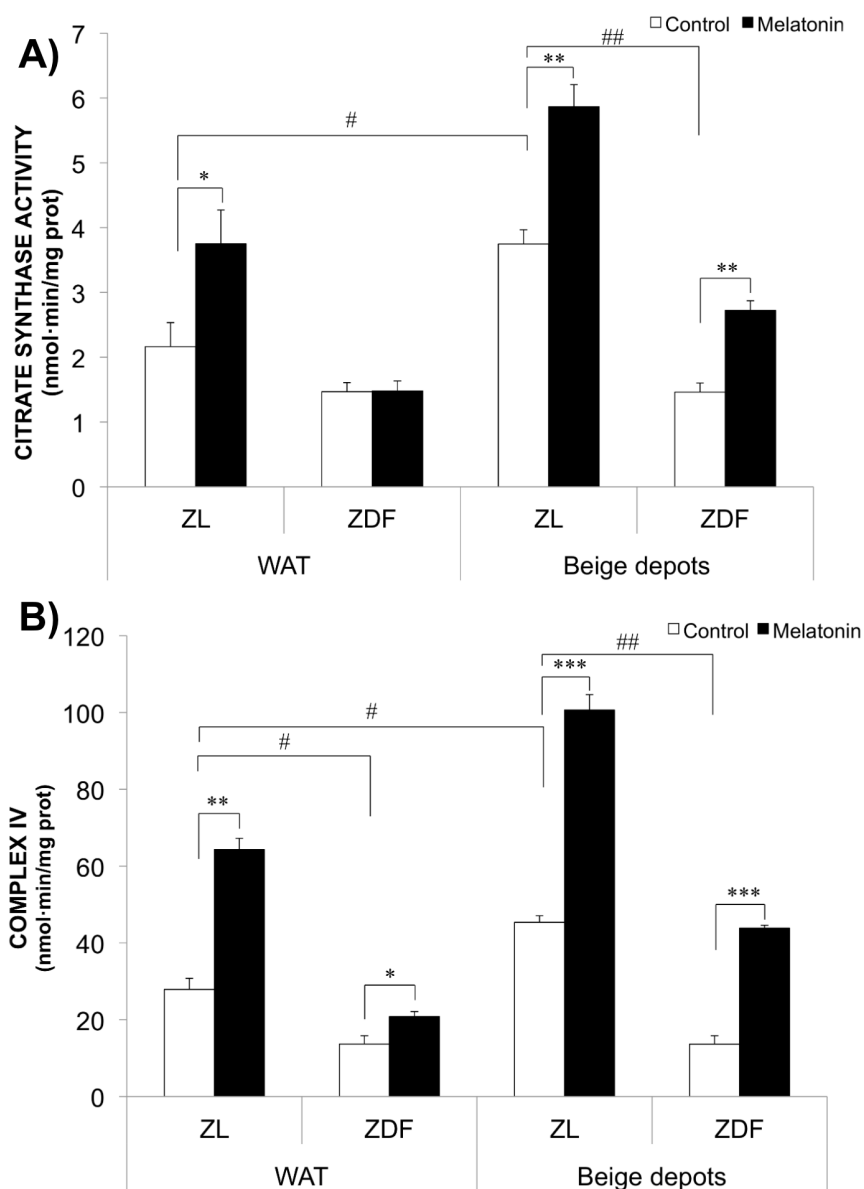 A)
□ Control ■ Melatonin
7
6
5
4
3
2
1
0
CITRATE SYNTHASE ACTIVITY
(nmol·min/mg prot)
#
##
*
**
**
ZL ZDF ZL ZDF
WAT Beige depots
B)
□ Control ■ Melatonin
120
100
80
60
40
20
0
COMPLEX IV
(nmol·min/mg prot)
##
***
#
#
**
*
***
ZL ZDF ZL ZDF
WAT Beige depots